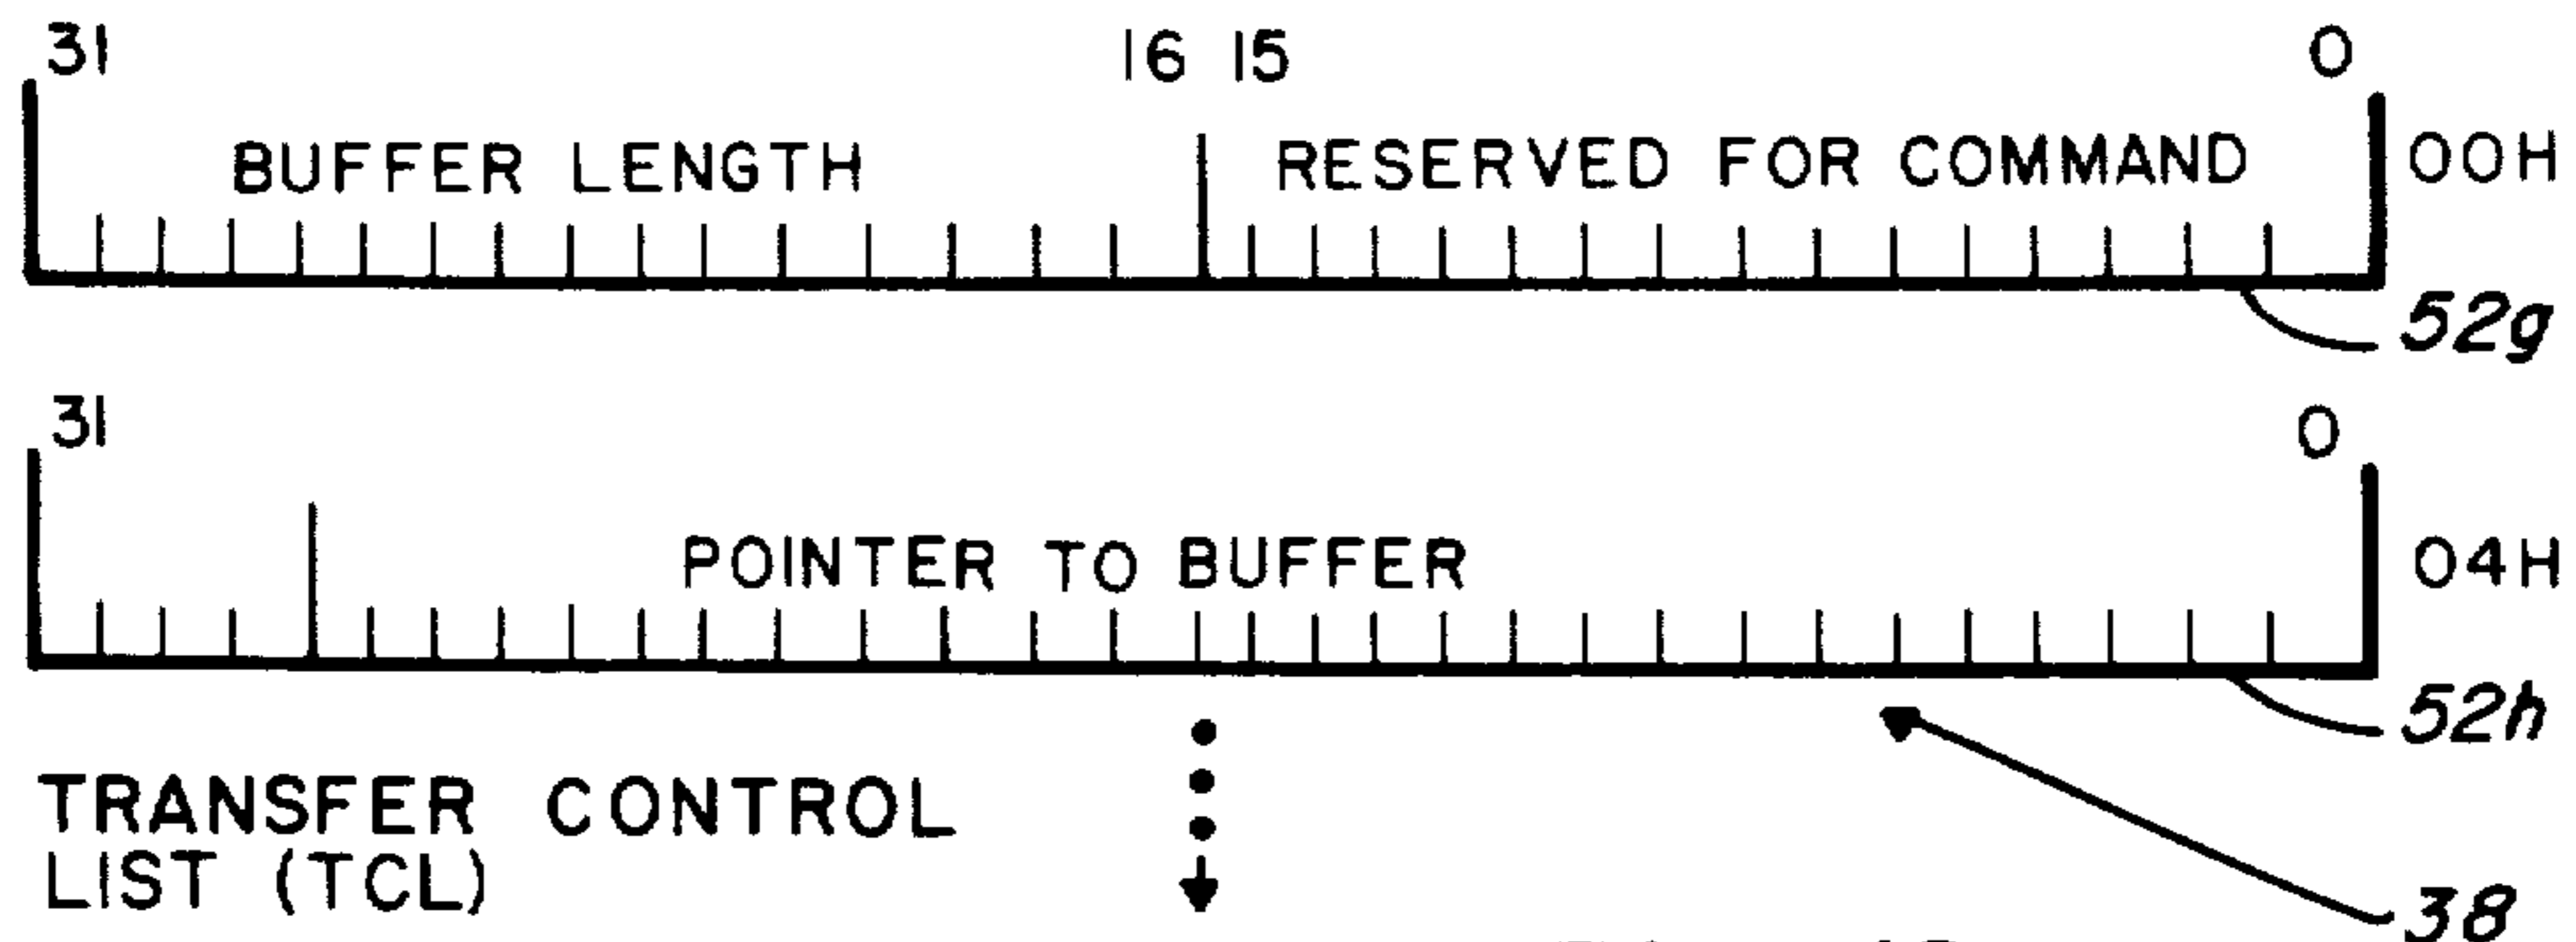 31 16 15 0
BUFFER LENGTH RESERVED FOR COMMAND 00H
52g
31 0
POINTER TO BUFFER 04H
52h
TRANSFER CONTROL
LIST (TCL)
38